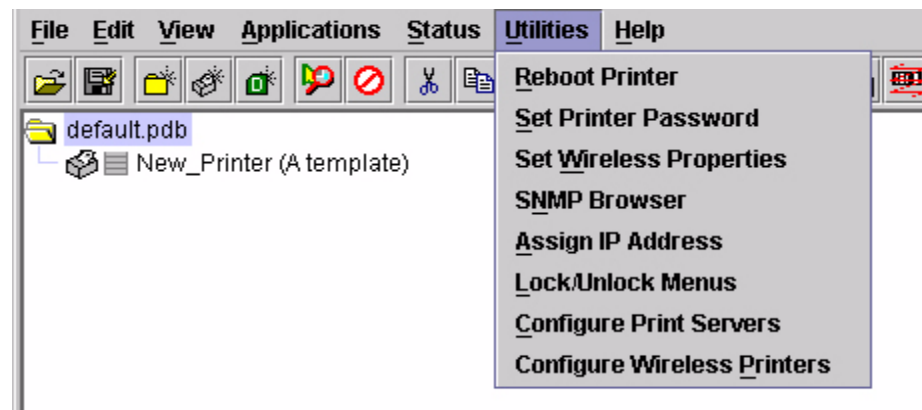 File Edit View Applications Status Utilities Help
default.pdb
New_Printer (A template)
Reboot Printer
Set Printer Password
Set Wireless Properties
SNMP Browser
Assign IP Address
Lock/Unlock Menus
Configure Print Servers
Configure Wireless Printers